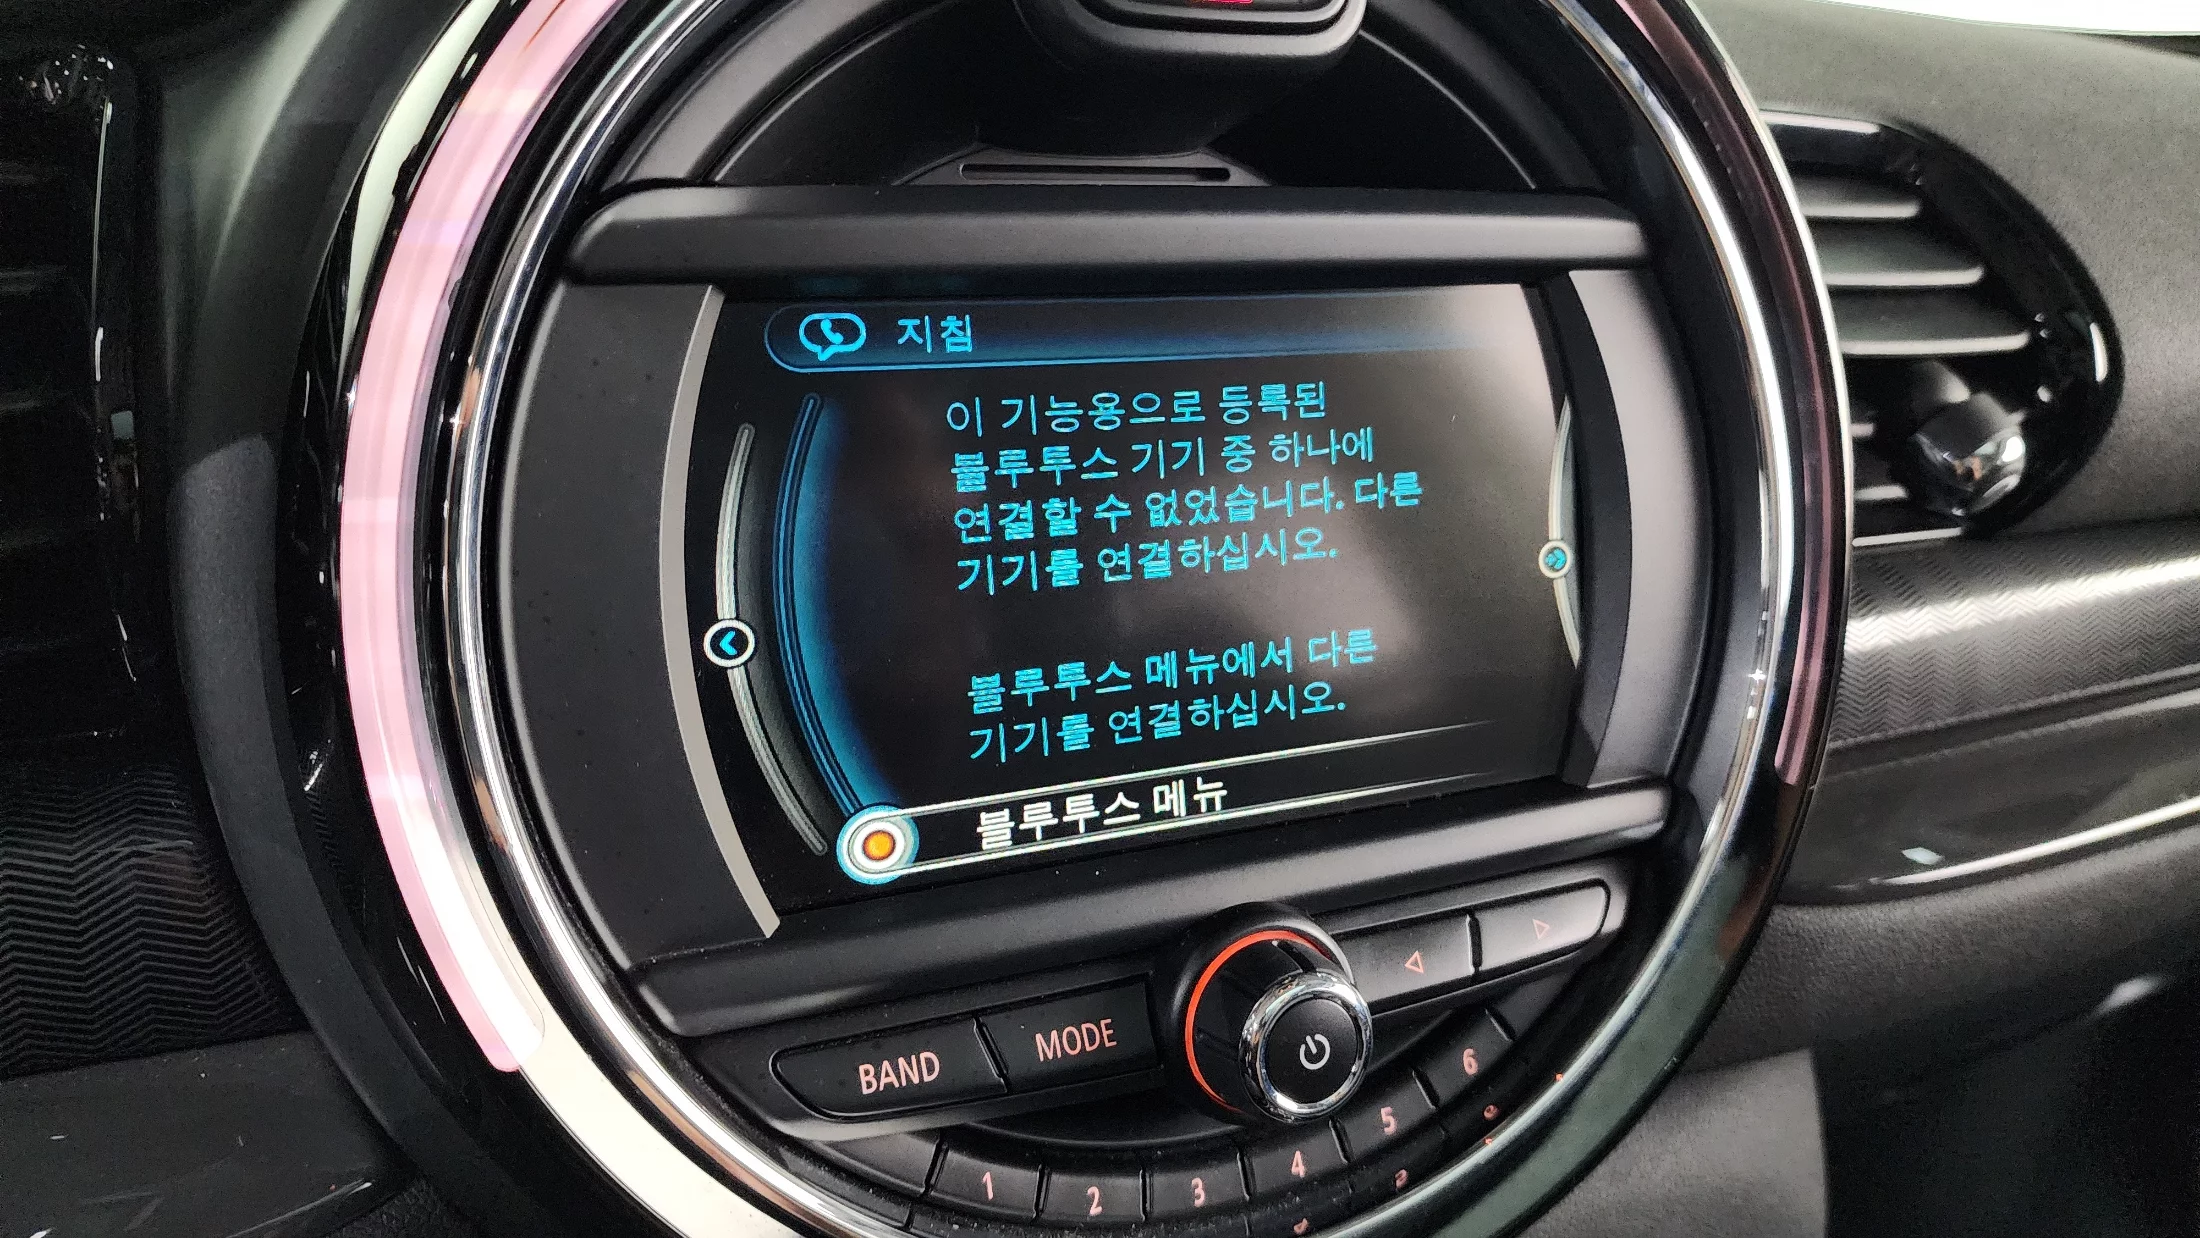 지침
이 기능용으로 등록된
블루투스 기기 중 하나에
연결할 수 없었습니다. 다른
기기를 연결하십시오.
블루투스 메뉴에서 다른
기기를 연결하십시오.
블루투스 메뉴
BAND
MODE
1
2
3
4
5
6